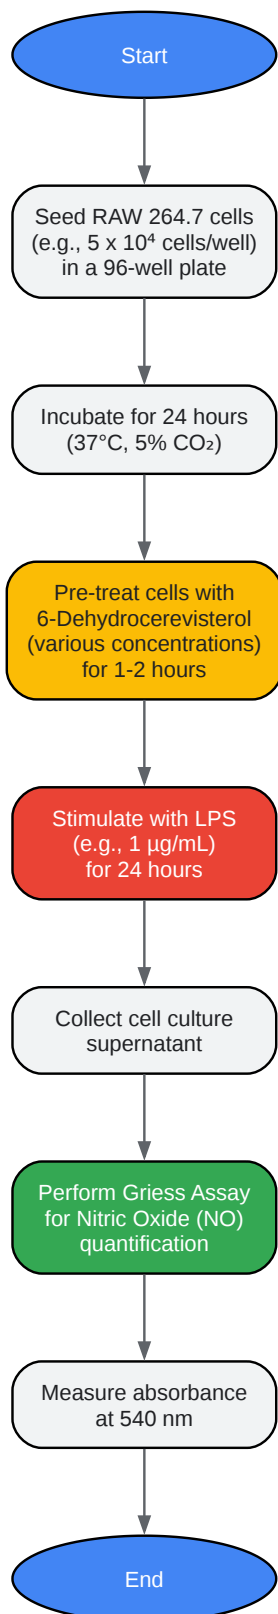 Start
Seed RAW 264.7 cells
(e.g., 5 x 10⁴ cells/well)
in a 96-well plate
Incubate for 24 hours
(37°C, 5% CO₂)
Pre-treat cells with
6-Dehydrocerevisterol
(various concentrations)
for 1-2 hours
Stimulate with LPS
(e.g., 1 µg/mL)
for 24 hours
Collect cell culture
supernatant
Perform Griess Assay
for Nitric Oxide (NO)
quantification
Measure absorbance
at 540 nm
End